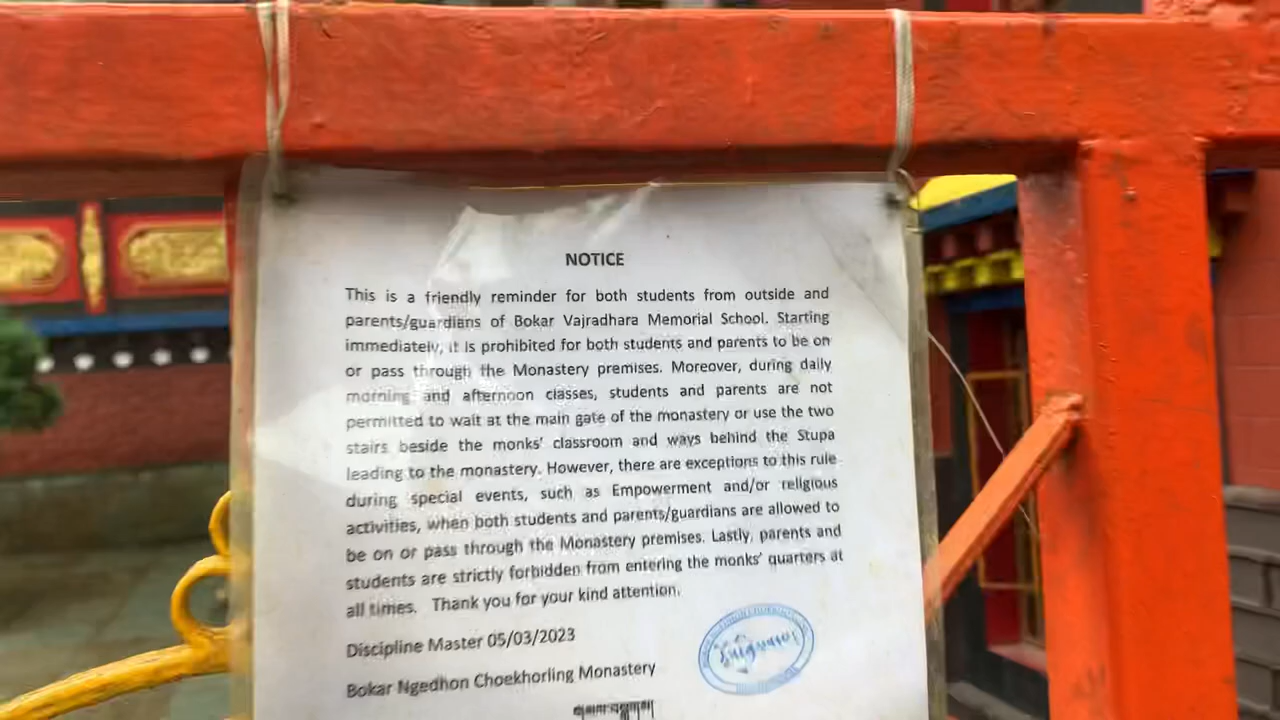 NOTICE
This is a friendly reminder for both students from outside and
parents/guardians of Bokar Vajradhara Memorial School. Starting
immediately, it is prohibited for both students and parents to be on
or pass through the Monastery premises. Moreover, during daily
morning and afternoon classes, students and parents are not
permitted to wait at the main gate of the monastery or use the two
stairs beside the monks' classroom and ways behind the Stupa
leading to the monastery. However, there are exceptions to this rule
during special events, such as Empowerment and/or religious
activities, when both students and parents/guardians are allowed to
be on or pass through the Monastery premises. Lastly, parents and
students are strictly forbidden from entering the monks' quarters at
all times. Thank you for your kind attention.
Discipline Master 05/03/2023
Bokar Ngedhon Choekhorling Monastery